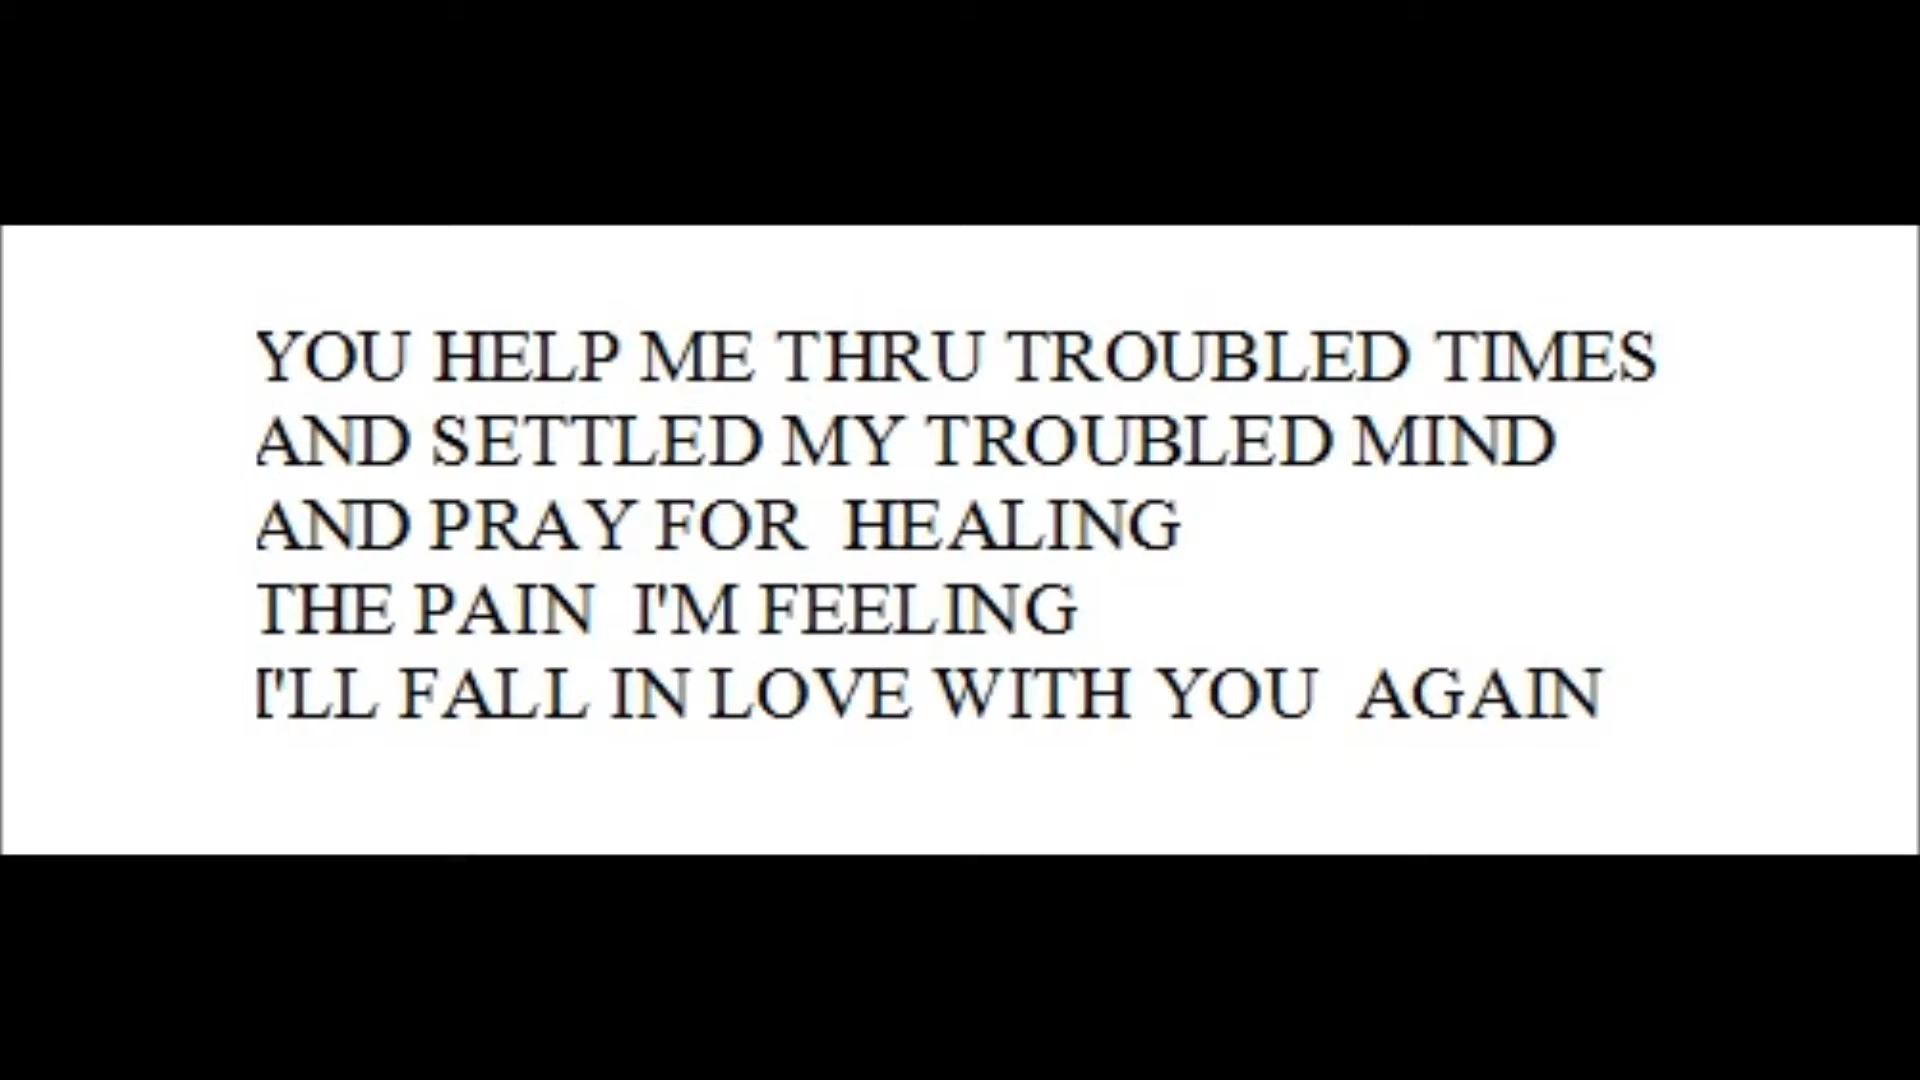 YOU HELP ME THRU TROUBLED TIMES
AND SETTLED MY TROUBLED MIND
AND PRAY FOR  HEALING
THE PAIN  I'M FEELING
I'LL FALL IN LOVE WITH YOU  AGAIN